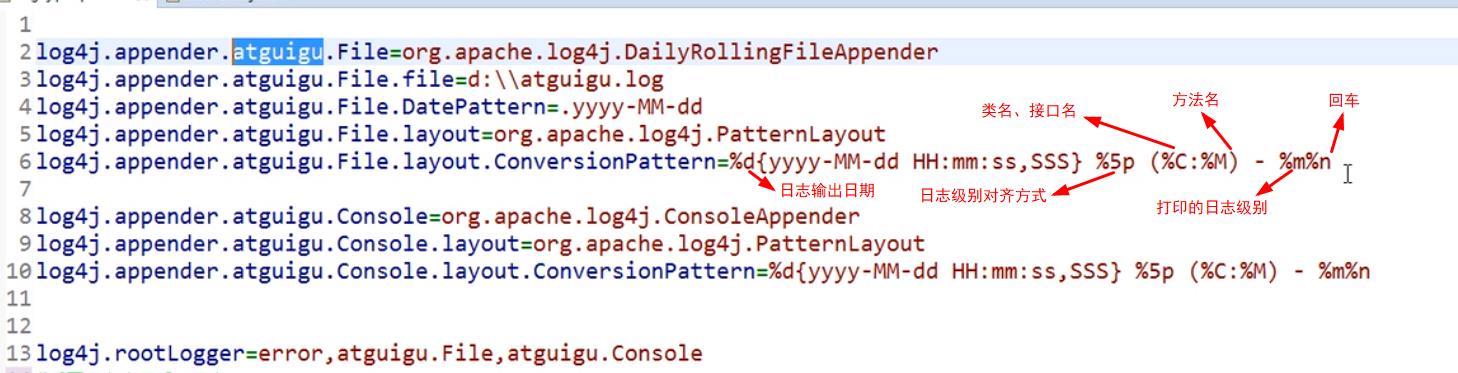 1
2 log4j.appender.atguigu.File=org.apache.log4j.DailyRollingFileAppender
3 log4j.appender.atguigu.File.file=d:\\atguigu.log
4 log4j.appender.atguigu.File.DatePattern=.yyyy-MM-dd
类名、接口名 方法名 回车
5 log4j.appender.atguigu.File.layout=org.apache.log4j.PatternLayout
6 log4j.appender.atguigu.File.layout.ConversionPattern=%d{yyyy-MM-dd HH:mm:ss,SSS} %5p (%C:%M) - %m%n
7
日志输出日期 日志级别对齐方式 打印的日志级别
8 log4j.appender.atguigu.Console=org.apache.log4j.ConsoleAppender
9 log4j.appender.atguigu.Console.layout=org.apache.log4j.PatternLayout
10 log4j.appender.atguigu.Console.layout.ConversionPattern=%d{yyyy-MM-dd HH:mm:ss,SSS} %5p (%C:%M) - %m%n
11
12
13 log4j.rootLogger=error,atguigu.File,atguigu.Console